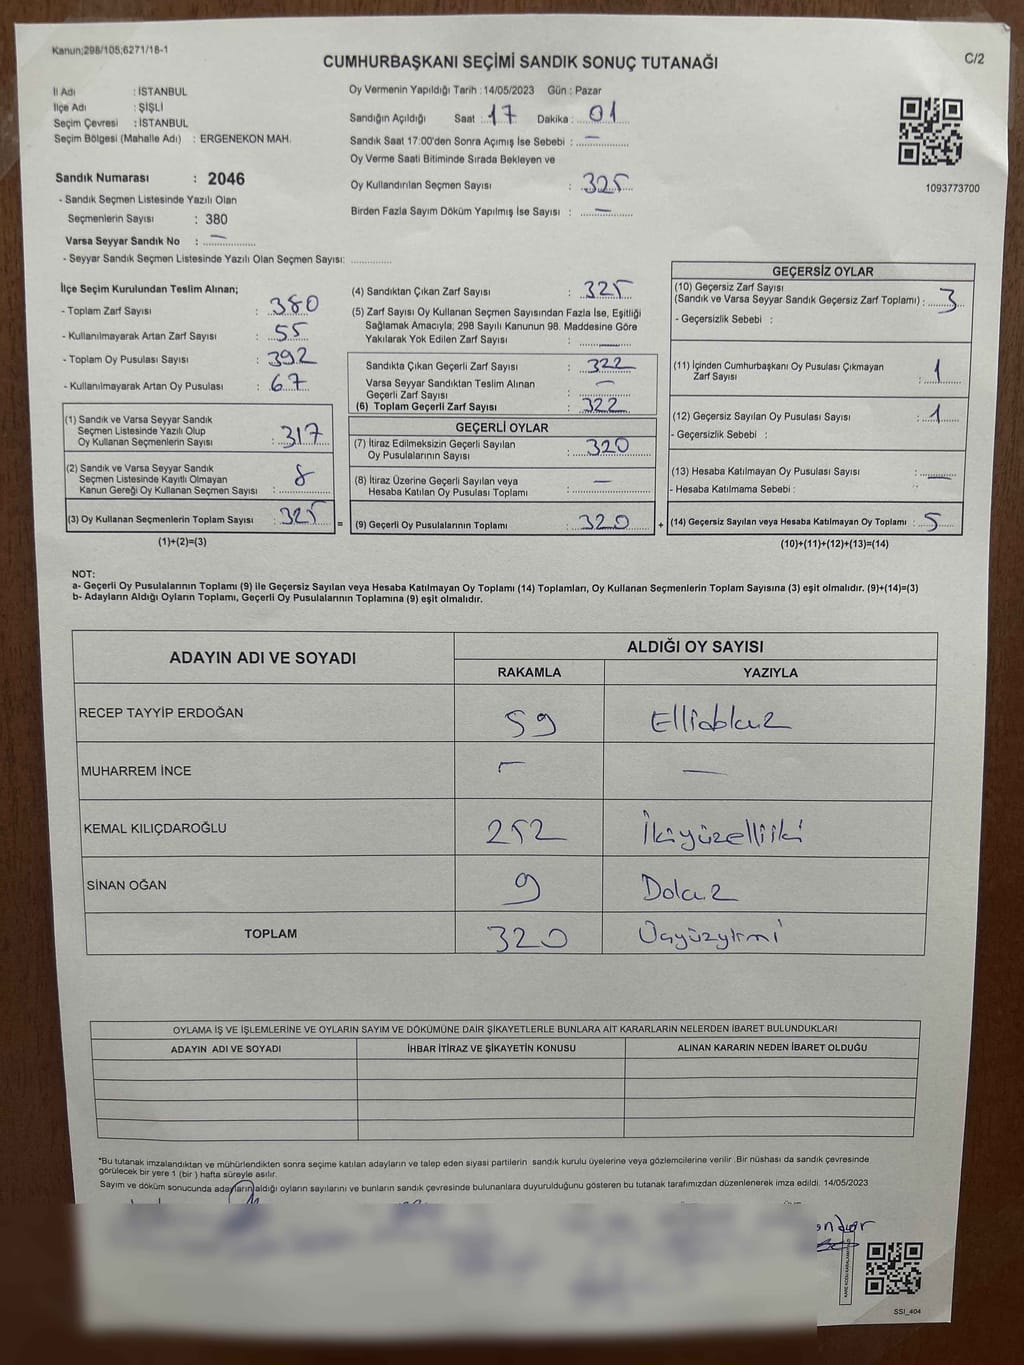 Kanun;298/105;6271/18-1
CUMHURBAŞKANI SEÇİMİ SANDIK SONUÇ TUTANAĞI
C/2
İl Adı : İSTANBUL
İlçe Adı : ŞİŞLİ
Seçim Çevresi : İSTANBUL
Seçim Bölgesi (Mahalle Adı) : ERGENEKON MAH.
Sandık Numarası : 2046
- Sandık Seçmen Listesinde Yazılı Olan
Seçmenlerin Sayısı : 380
Varsa Seyyar Sandık No : —
- Seyyar Sandık Seçmen Listesinde Yazılı Olan Seçmen Sayısı: ..............
Oy Vermenin Yapıldığı Tarih : 14/05/2023 Gün : Pazar
Sandığın Açıldığı Saat : 17 Dakika : 01
Sandık Saat 17:00'den Sonra Açımış İse Sebebi : —
Oy Verme Saati Bitiminde Sırada Bekleyen ve
Oy Kullandırılan Seçmen Sayısı : 325
Birden Fazla Sayım Döküm Yapılmış İse Sayısı : —
1093773700
İlçe Seçim Kurulundan Teslim Alınan;
- Toplam Zarf Sayısı : 380
- Kullanılmayarak Artan Zarf Sayısı : 55
- Toplam Oy Pusulası Sayısı : 392
- Kullanılmayarak Artan Oy Pusulası : 67
(1) Sandık ve Varsa Seyyar Sandık
Seçmen Listesinde Yazılı Olup
Oy Kullanan Seçmenlerin Sayısı : 317
(2) Sandık ve Varsa Seyyar Sandık
Seçmen Listesinde Kayıtlı Olmayan
Kanun Gereği Oy Kullanan Seçmen Sayısı : 8
(3) Oy Kullanan Seçmenlerin Toplam Sayısı : 325
(1)+(2)=(3)
(4) Sandıktan Çıkan Zarf Sayısı : 325
(5) Zarf Sayısı Oy Kullanan Seçmen Sayısından Fazla İse, Eşitliği
Sağlamak Amacıyla; 298 Sayılı Kanunun 98. Maddesine Göre
Yakılarak Yok Edilen Zarf Sayısı : —
Sandıkta Çıkan Geçerli Zarf Sayısı : 322
Varsa Seyyar Sandıktan Teslim Alınan
Geçerli Zarf Sayısı : —
(6) Toplam Geçerli Zarf Sayısı : 322
GEÇERLİ OYLAR
(7) İtiraz Edilmeksizin Geçerli Sayılan
Oy Pusulalarının Sayısı : 320
(8) İtiraz Üzerine Geçerli Sayılan veya
Hesaba Katılan Oy Pusulası Toplamı : —
= (9) Geçerli Oy Pusulalarının Toplamı : 320
GEÇERSİZ OYLAR
(10) Geçersiz Zarf Sayısı
(Sandık ve Varsa Seyyar Sandık Geçersiz Zarf Toplamı) : 3
- Geçersizlik Sebebi :
(11) İçinden Cumhurbaşkanı Oy Pusulası Çıkmayan
Zarf Sayısı : 1
(12) Geçersiz Sayılan Oy Pusulası Sayısı : 1
- Geçersizlik Sebebi :
(13) Hesaba Katılmayan Oy Pusulası Sayısı : —
- Hesaba Katılmama Sebebi :
+ (14) Geçersiz Sayılan veya Hesaba Katılmayan Oy Toplamı : 5
(10)+(11)+(12)+(13)=(14)
NOT:
a- Geçerli Oy Pusulalarının Toplamı (9) ile Geçersiz Sayılan veya Hesaba Katılmayan Oy Toplamı (14) Toplamları, Oy Kullanan Seçmenlerin Toplam Sayısına (3) eşit olmalıdır. (9)+(14)=(3)
b- Adayların Aldığı Oyların Toplamı, Geçerli Oy Pusulalarının Toplamına (9) eşit olmalıdır.
ADAYIN ADI VE SOYADI ALDIĞI OY SAYISI
RAKAMLA YAZIYLA
RECEP TAYYİP ERDOĞAN 59 Ellidokuz
MUHARREM İNCE — —
KEMAL KILIÇDAROĞLU 252 İkiyüzelliiki
SİNAN OĞAN 9 Dokuz
TOPLAM 320 Üçyüzyirmi
OYLAMA İŞ VE İŞLEMLERİNE VE OYLARIN SAYIM VE DÖKÜMÜNE DAİR ŞİKAYETLERLE BUNLARA AİT KARARLARIN NELERDEN İBARET BULUNDUKLARI
ADAYIN ADI VE SOYADI İHBAR İTİRAZ VE ŞİKAYETİN KONUSU ALINAN KARARIN NEDEN İBARET OLDUĞU
*Bu tutanak imzalandıktan ve mühürlendikten sonra seçime katılan adayların ve talep eden siyasi partilerin sandık kurulu üyelerine veya gözlemcilerine verilir .Bir nüshası da sandık çevresinde
görülecek bir yere 1 (bir) hafta süreyle asılır.
Sayım ve döküm sonucunda adayların aldığı oyların sayılarını ve bunların sandık çevresinde bulunanlara duyurulduğunu gösteren bu tutanak tarafımızdan düzenlenerek imza edildi. 14/05/2023
SSI_404